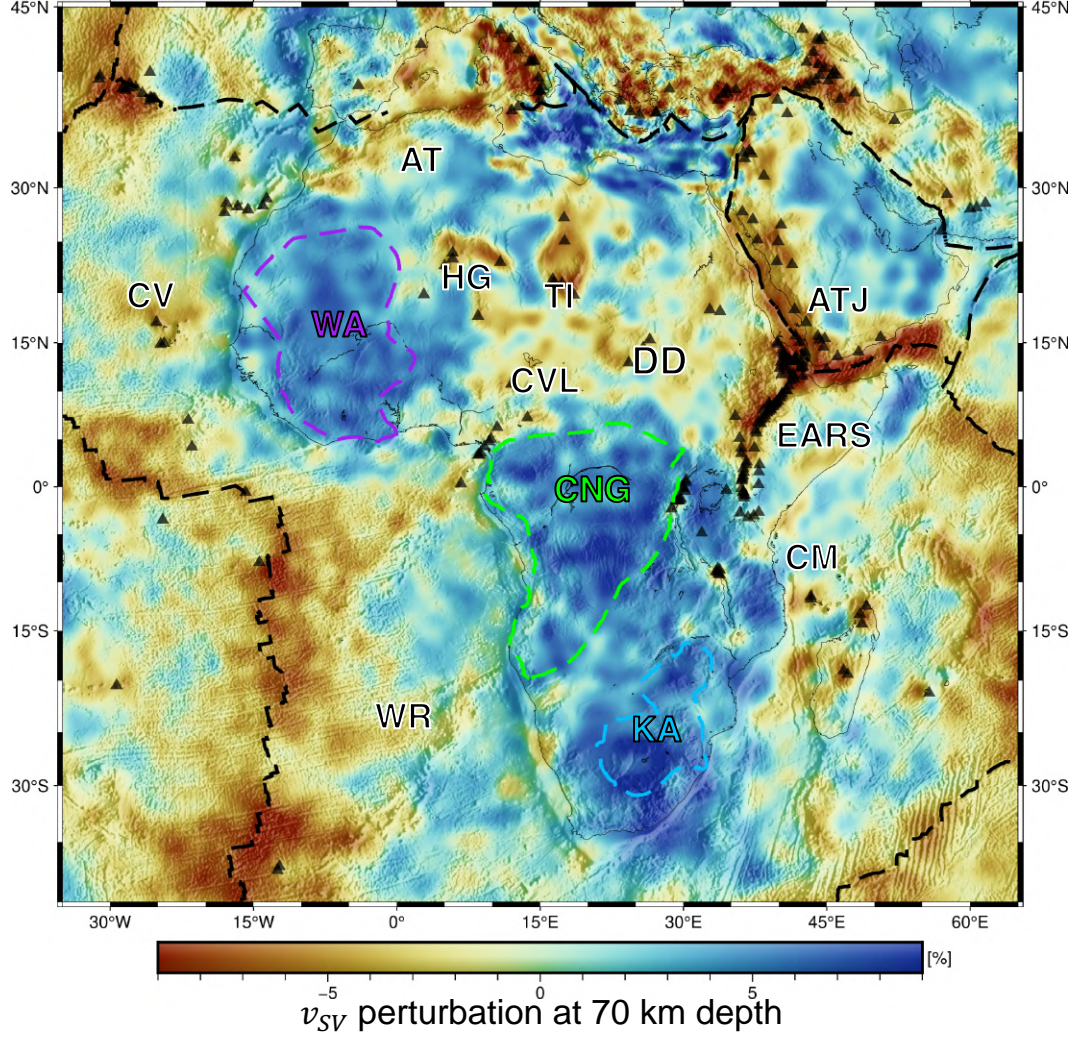 45°N 45°N
30°N 30°N
AT
HG
TI
CV
WA
ATJ
15°N 15°N
DD
CVL
EARS
CNG
0° 0°
CM
15°S 15°S
WR
KA
30°S 30°S
30°W 15°W 0° 15°E 30°E 45°E 60°E
[%]
−5 0 5
v_SV perturbation at 70 km depth